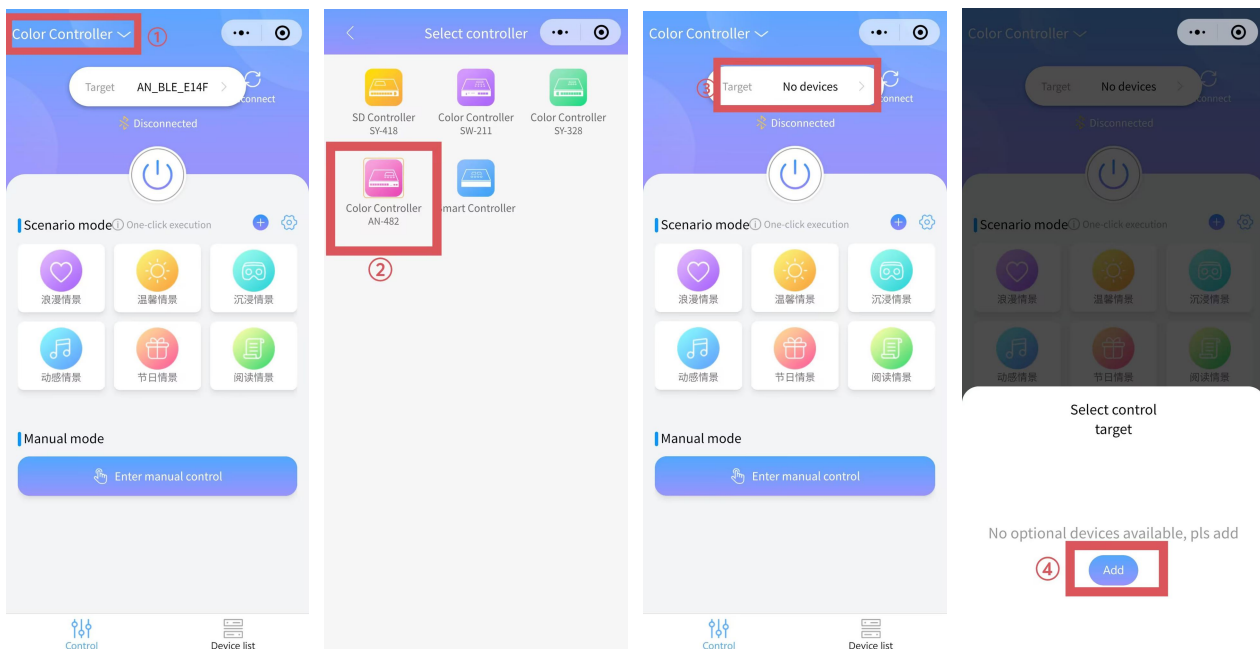 Color Controller
①
Target AN_BLE_E14F
connect
Disconnected
Scenario mode One-click execution
浪漫情景
温馨情景
沉浸情景
动感情景
节日情景
阅读情景
Manual mode
Enter manual control
Control
Device list
Select controller
SD Controller
SY-418
Color Controller
SW-211
Color Controller
SY-328
Color Controller
AN-482
mart Controller
②
Color Controller
③
Target No devices
connect
Disconnected
Scenario mode One-click execution
浪漫情景
温馨情景
沉浸情景
动感情景
节日情景
阅读情景
Manual mode
Enter manual control
Control
Device list
Color Controller
Target No devices
connect
Disconnected
Scenario mode One-click execution
浪漫情景
温馨情景
沉浸情景
动感情景
节日情景
阅读情景
Select control
target
No optional devices available, pls add
④
Add